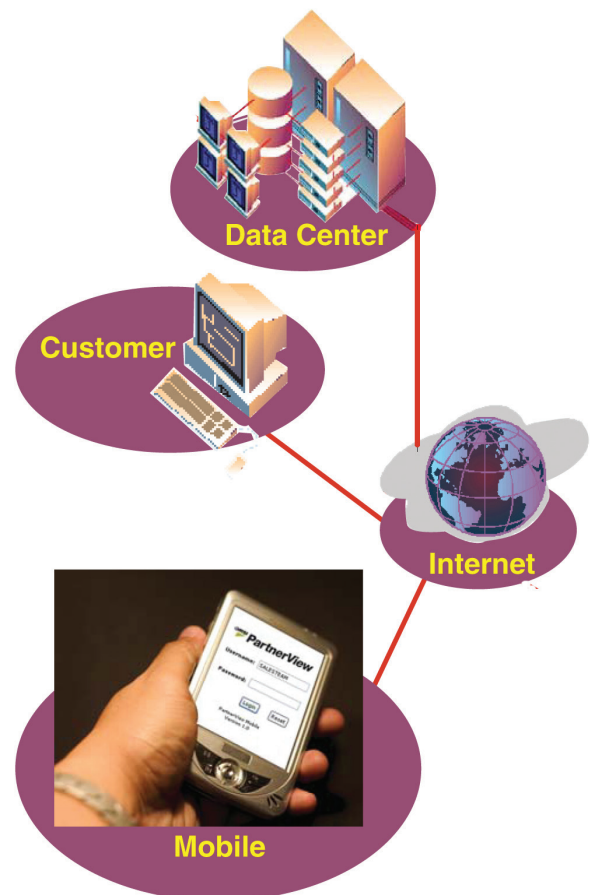 Data Center
Customer
Internet
PartnerView
Username: SALESTEAM
Password:
Login Reset
PartnerView Mobile
Version 1.0
Mobile